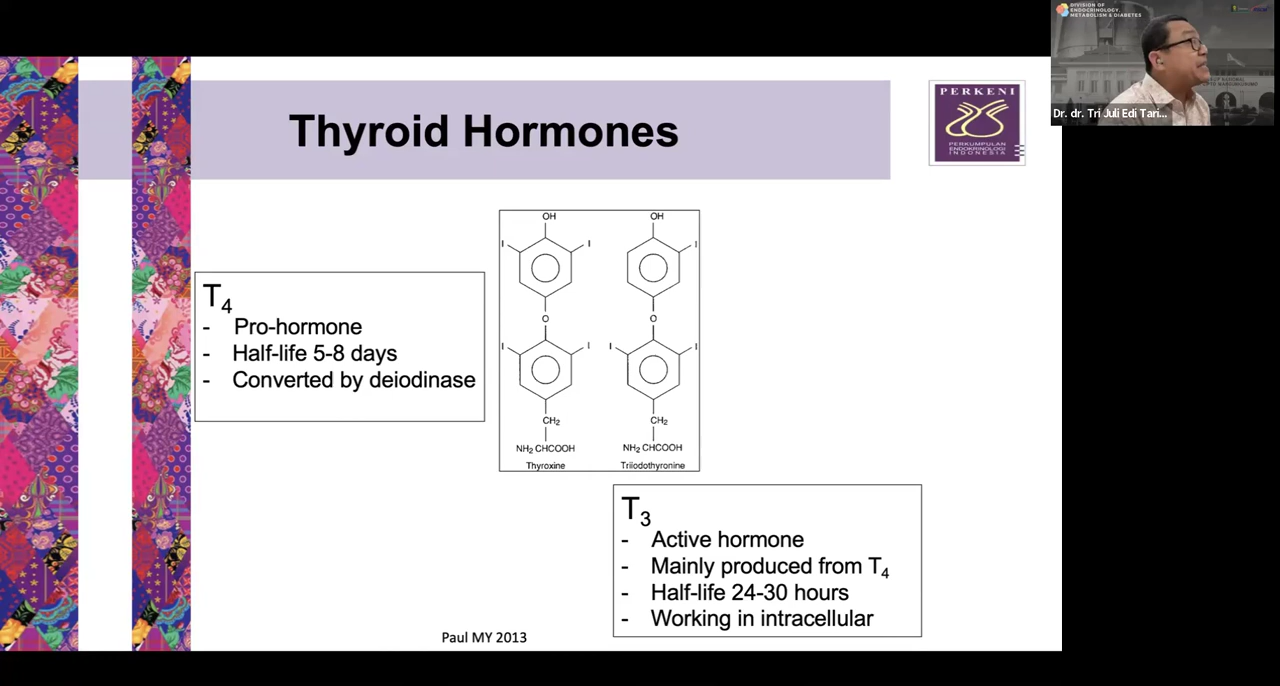 DIVISION OF
ENDOCRINOLOGY,
METABOLISM & DIABETES
Dr. dr. Tri Juli Edi Tari...
Thyroid Hormones
PERKENI
PERKUMPULAN
ENDOKRINOLOGI
INDONESIA
T4
- Pro-hormone
- Half-life 5-8 days
- Converted by deiodinase
OH
I I
O
I I
CH2
NH2 CHCOOH
Thyroxine
OH
I
O
I I
CH2
NH2 CHCOOH
Triiodothyronine
T3
- Active hormone
- Mainly produced from T4
- Half-life 24-30 hours
- Working in intracellular
Paul MY 2013